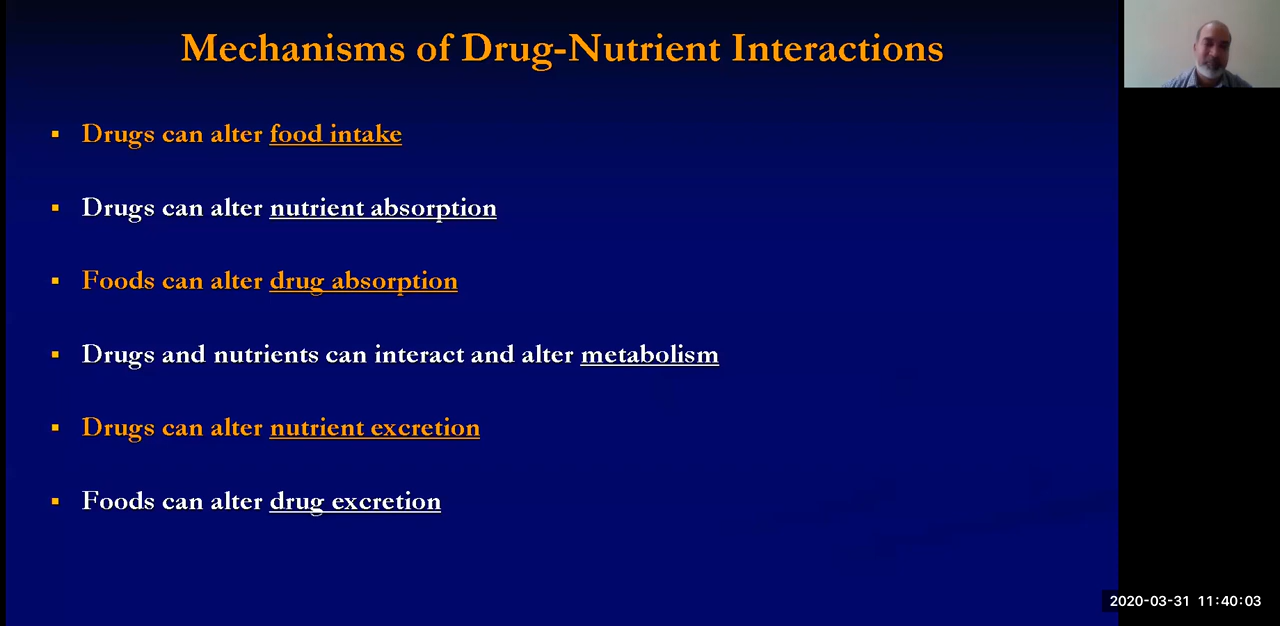 Mechanisms of Drug-Nutrient Interactions
▪ Drugs can alter food intake
▪ Drugs can alter nutrient absorption
▪ Foods can alter drug absorption
▪ Drugs and nutrients can interact and alter metabolism
▪ Drugs can alter nutrient excretion
▪ Foods can alter drug excretion
2020-03-31 11:40:03